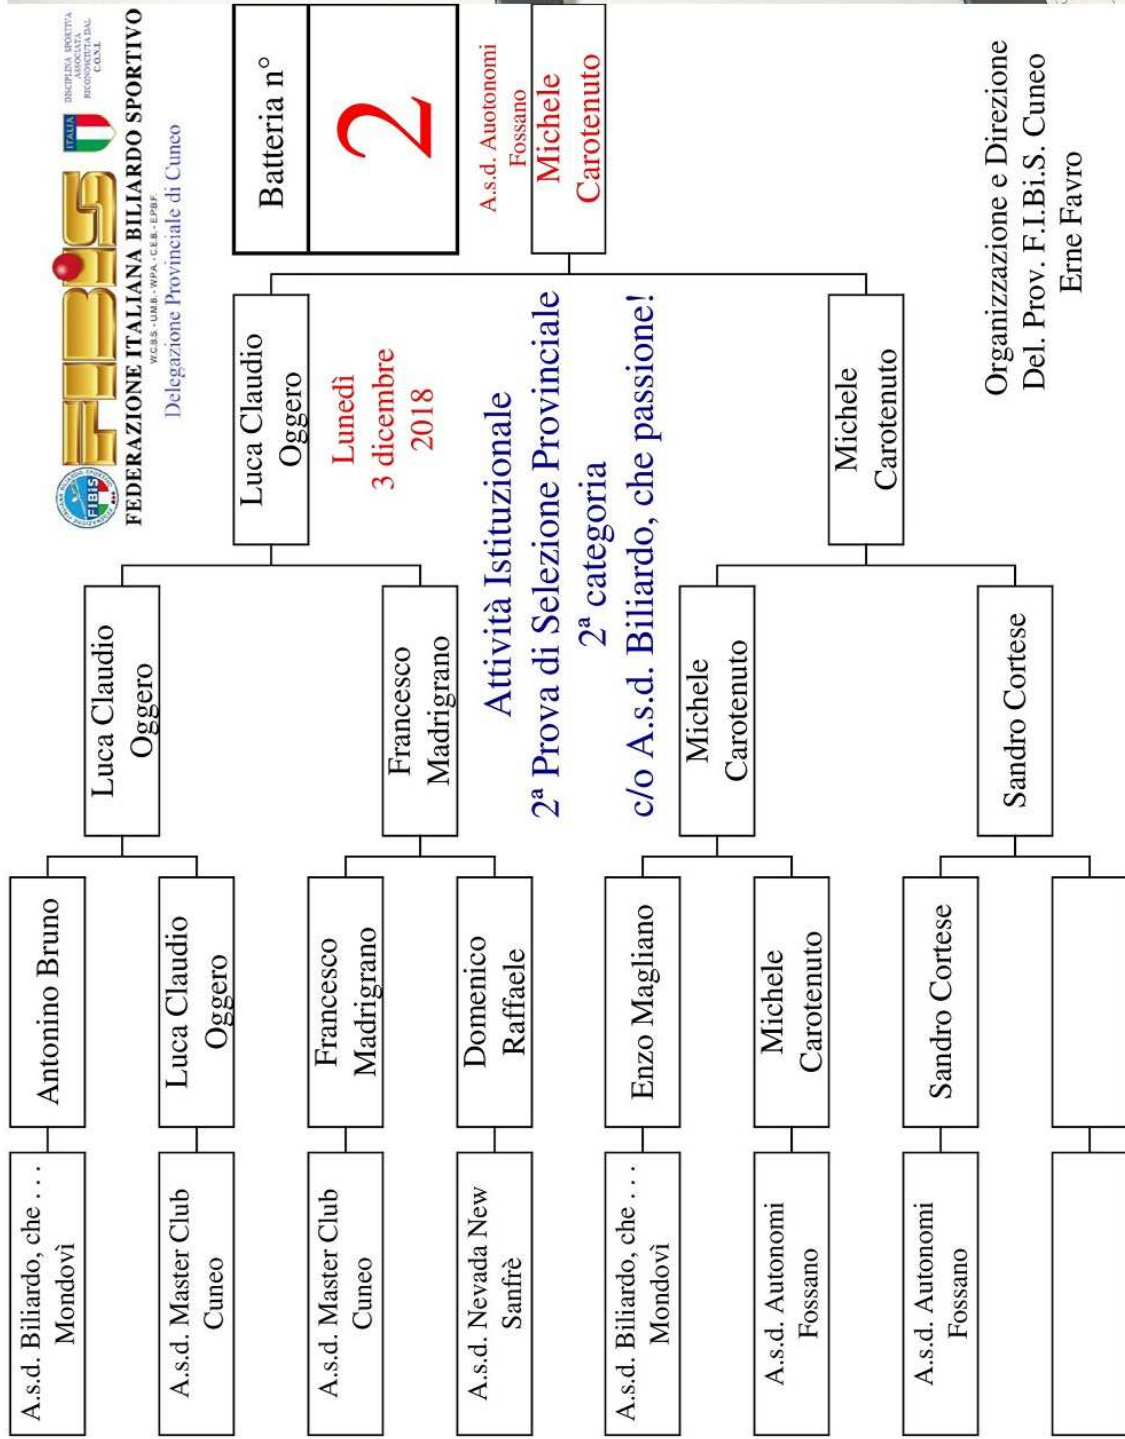 FIBiS
FIBiS
ITALIA
DISCIPLINA SPORTIVA
ASSOCIATA
RICONOSCIUTA DAL
C.O.N.I.
FEDERAZIONE ITALIANA BILIARDO SPORTIVO
W.C.B.S. - U.M.B. - W.P.A. - C.E.B. - E.P.B.F.
Delegazione Provinciale di Cuneo
Batteria n°
2
A.s.d. Auotonomi
Fossano
Michele
Carotenuto
Luca Claudio
Oggero
Lunedì
3 dicembre
2018
Michele
Carotenuto
Attività Istituzionale
2ª Prova di Selezione Provinciale
2ª categoria
c/o A.s.d. Biliardo, che passione!
Luca Claudio
Oggero
Francesco
Madrigrano
Michele
Carotenuto
Sandro Cortese
A.s.d. Biliardo, che . . .
Mondovì
Antonino Bruno
A.s.d. Master Club
Cuneo
Luca Claudio
Oggero
A.s.d. Master Club
Cuneo
Francesco
Madrigrano
A.s.d. Nevada New
Sanfrè
Domenico
Raffaele
A.s.d. Biliardo, che . . .
Mondovì
Enzo Magliano
A.s.d. Autonomi
Fossano
Michele
Carotenuto
A.s.d. Autonomi
Fossano
Sandro Cortese
Organizzazione e Direzione
Del. Prov. F.I.Bi.S. Cuneo
Erne Favro